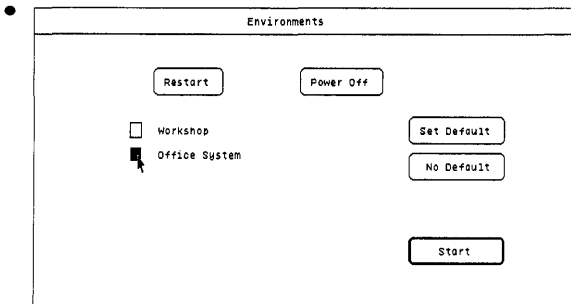 Environments
Restart
Power Off
Workshop
Set Default
Office System
No Default
Start